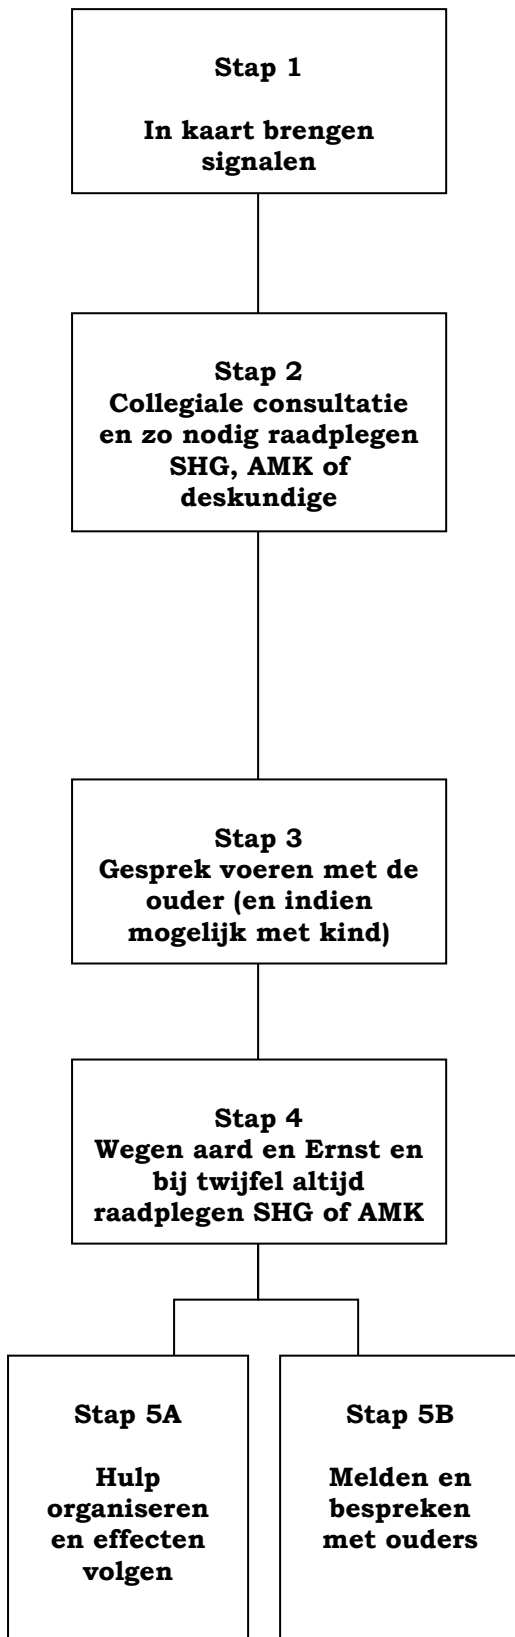 Stap 1
In kaart brengen
signalen
Stap 2
Collegiale consultatie
en zo nodig raadplegen
SHG, AMK of
deskundige
Stap 3
Gesprek voeren met de
ouder (en indien
mogelijk met kind)
Stap 4
Wegen aard en Ernst en
bij twijfel altijd
raadplegen SHG of AMK
Stap 5A
Hulp
organiseren
en effecten
volgen
Stap 5B
Melden en
bespreken
met ouders